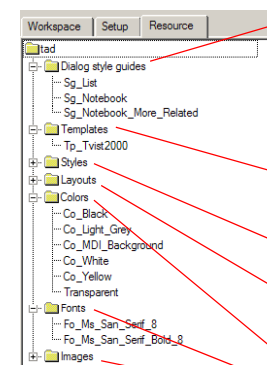 Workspace Setup Resource
tad
Dialog style guides
Sg_List
Sg_Notebook
Sg_Notebook_More_Related
Templates
Tp_Tvist2000
Styles
Layouts
Colors
Co_Black
Co_Light_Grey
Co_MDI_Background
Co_White
Co_Yellow
Transparent
Fonts
Fo_Ms_San_Serif_8
Fo_Ms_San_Serif_Bold_8
Images